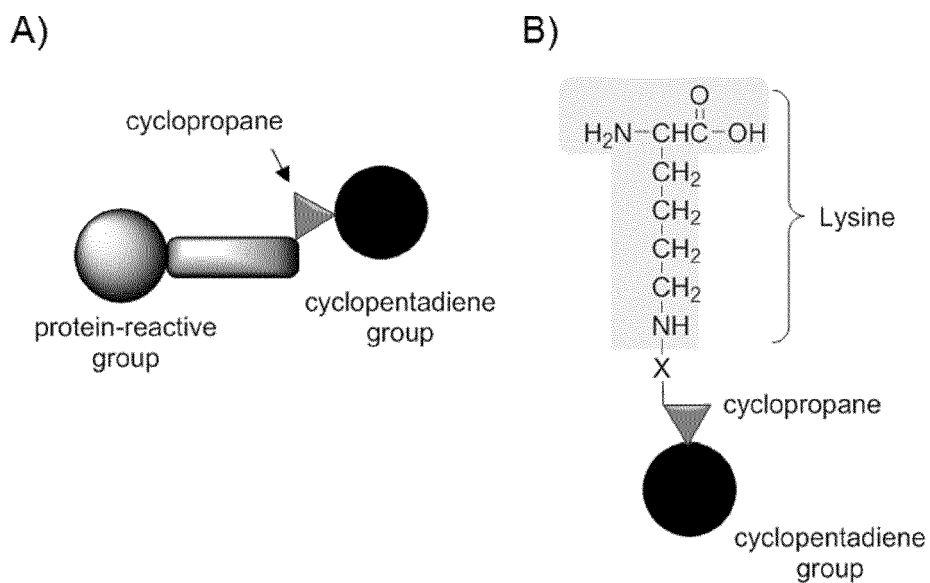 A)
cyclopropane
cyclopentadiene
group
protein-reactive
group
B)
O
H₂N-CHC-OH
CH₂
CH₂
CH₂
CH₂
NH
X
Lysine
cyclopropane
cyclopentadiene
group